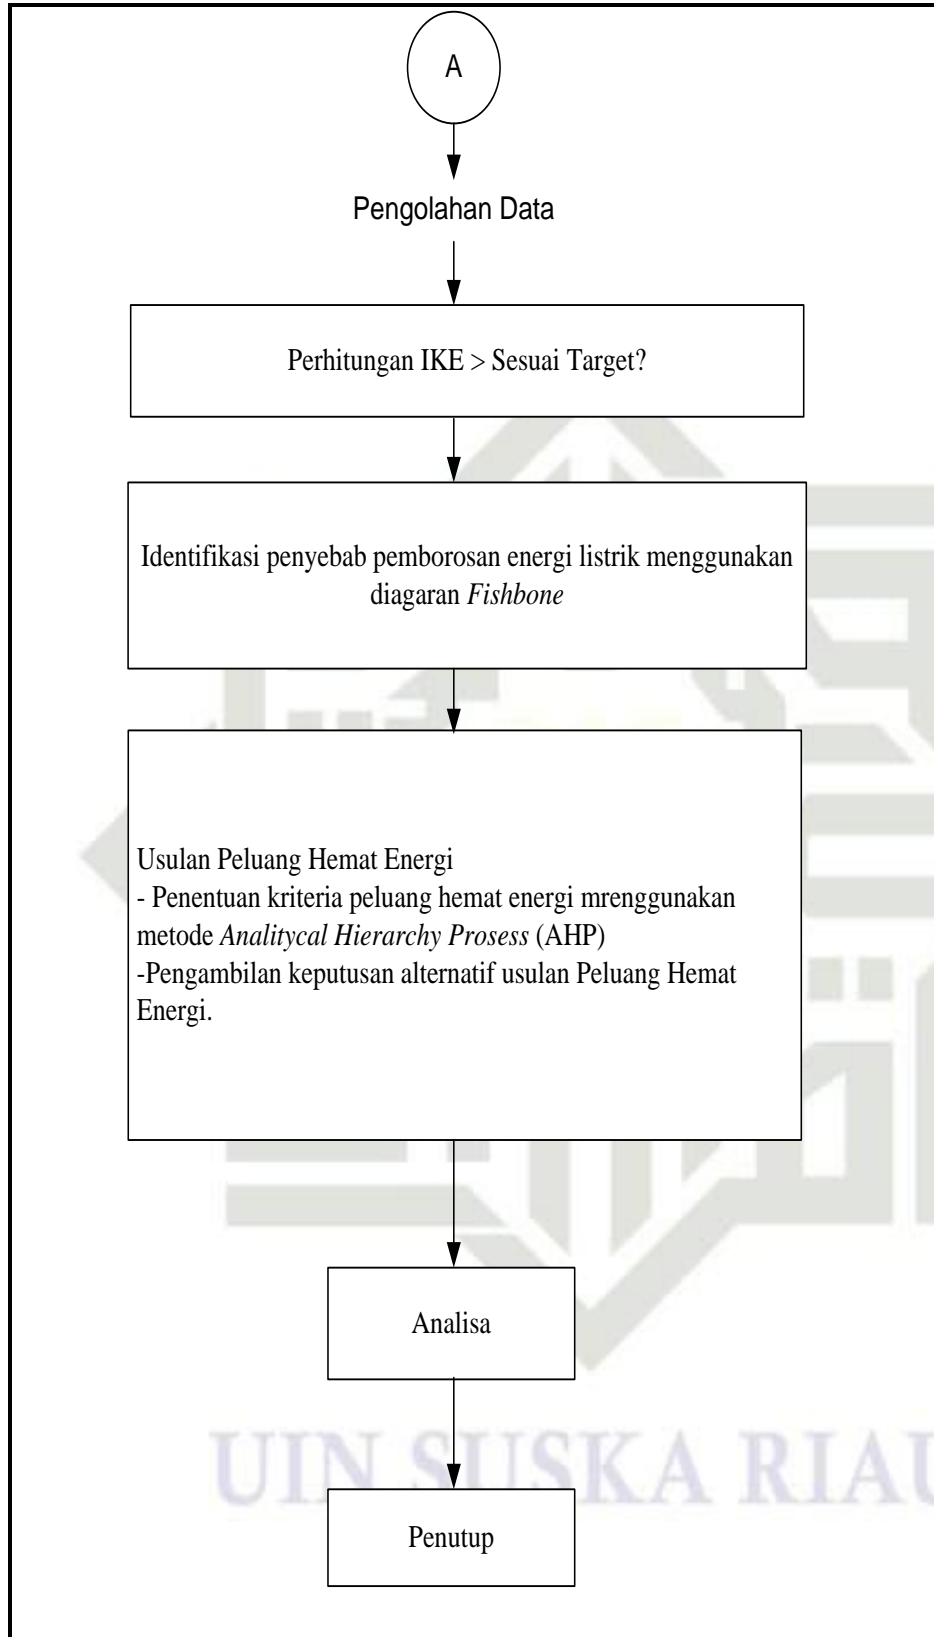 A
Pengolahan Data
Perhitungan IKE > Sesuai Target?
Identifikasi penyebab pemborosan energi listrik menggunakan
diagaran Fishbone
Usulan Peluang Hemat Energi
- Penentuan kriteria peluang hemat energi mrenggunakan
metode Analitycal Hierarchy Prosess (AHP)
-Pengambilan keputusan alternatif usulan Peluang Hemat
Energi.
Analisa
UIN SUSKA RIAU
Penutup